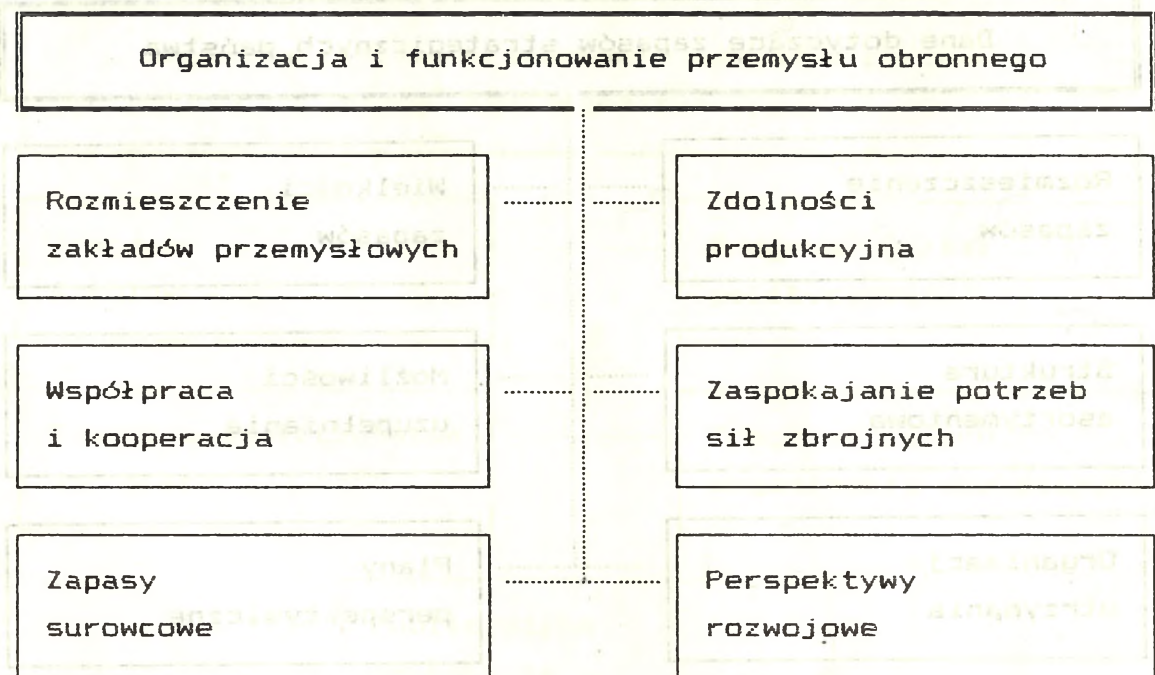 Organizacja i funkcjonowanie przemysłu obronnego
Rozmieszczenie
zakładów przemysłowych
Zdolności
produkcyjna
Współpraca
i kooperacja
Zaspokajanie potrzeb
sił zbrojnych
Zapasy
surowcowe
Perspektywy
rozwojowe